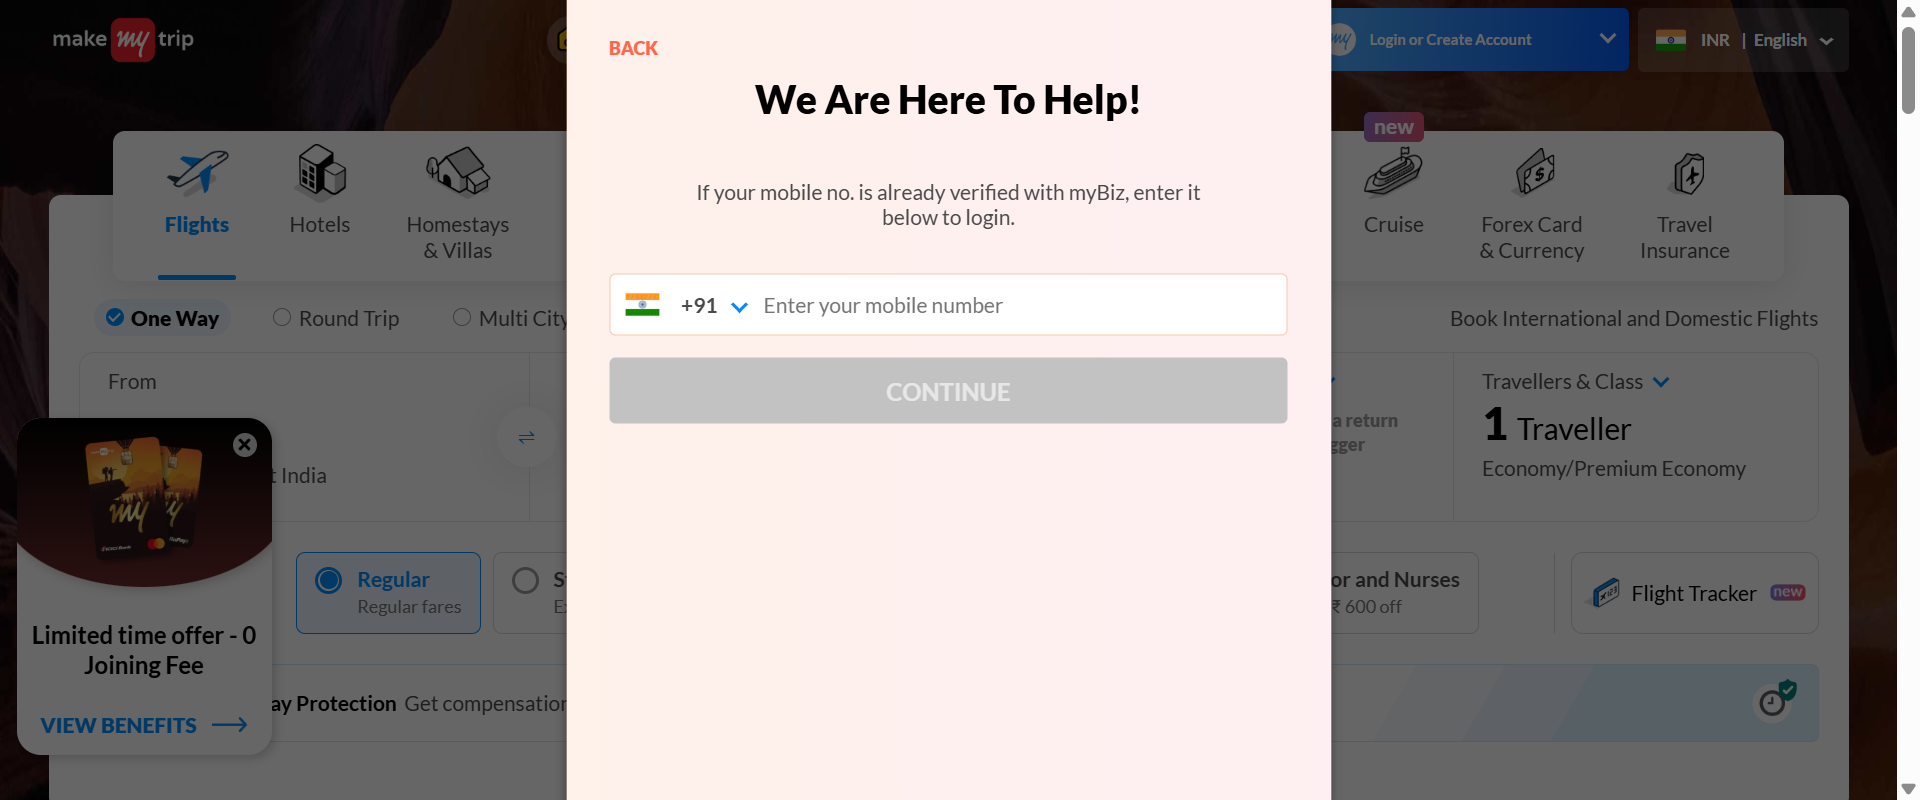 make my trip
Login or Create Account
INR | English
BACK
We Are Here To Help!
If your mobile no. is already verified with myBiz, enter it
below to login.
+91 Enter your mobile number
CONTINUE
new
Flights
Hotels
Homestays
& Villas
Cruise
Forex Card
& Currency
Travel
Insurance
One Way
Round Trip
Multi City
Book International and Domestic Flights
From
India
a return
Travellers & Class
1 Traveller
Economy/Premium Economy
Regular
Regular fares
or and Nurses
₹ 600 off
Flight Tracker new
my
Limited time offer - 0
Joining Fee
VIEW BENEFITS
ay Protection Get compensation